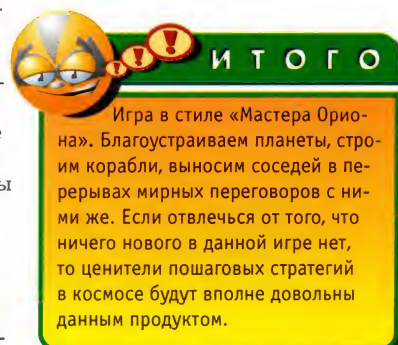 ИТОГО
Игра в стиле «Мастера Орио-
на». Благоустраиваем планеты, стро-
им корабли, выносим соседей в пе-
рерывах мирных переговоров с ни-
ми же. Если отвлечься от того, что
ничего нового в данной игре нет,
то ценители пошаговых стратегий
в космосе будут вполне довольны
данным продуктом.